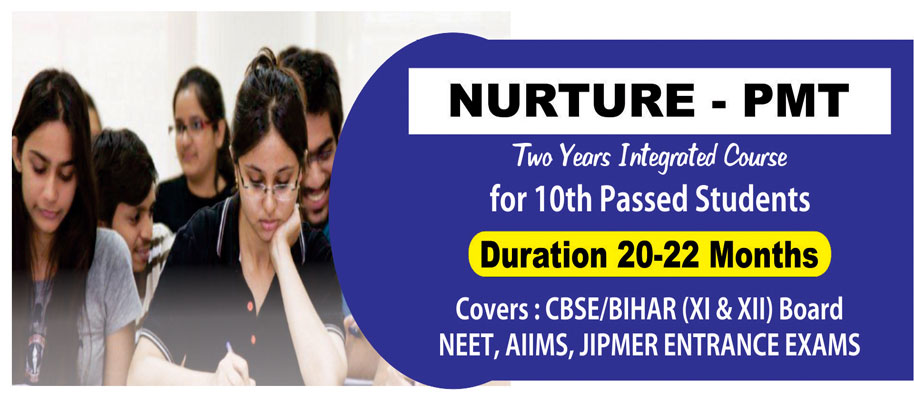 NURTURE - PMT
Two Years Integrated Course
for 10th Passed Students
Duration 20-22 Months
Covers : CBSE/BIHAR (XI & XII) Board
NEET, AIIMS, JIPMER ENTRANCE EXAMS